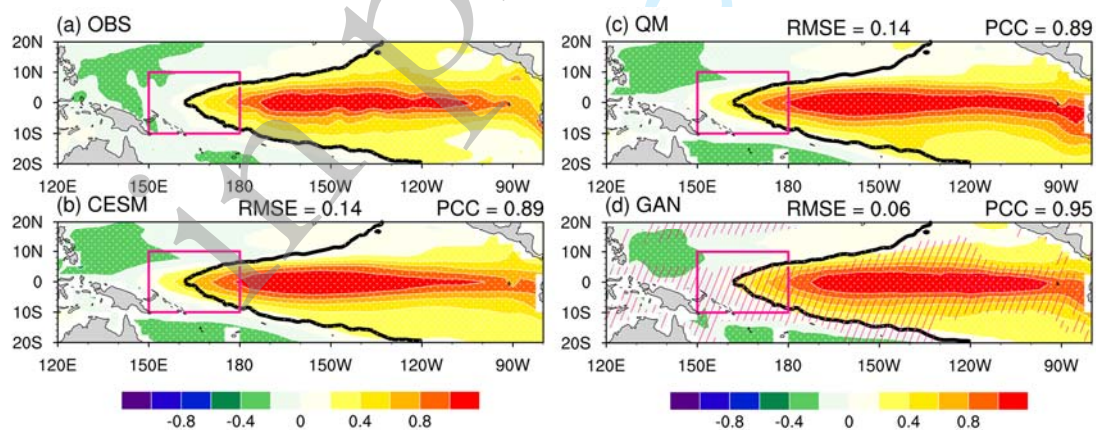 (a) OBS
20N
10N
0
10S
20S
120E 150E 180 150W 120W 90W
(b) CESM RMSE = 0.14 PCC = 0.89
20N
10N
0
10S
20S
120E 150E 180 150W 120W 90W
-0.8 -0.4 0 0.4 0.8
(c) QM RMSE = 0.14 PCC = 0.89
20N
10N
0
10S
20S
120E 150E 180 150W 120W 90W
(d) GAN RMSE = 0.06 PCC = 0.95
20N
10N
0
10S
20S
120E 150E 180 150W 120W 90W
-0.8 -0.4 0 0.4 0.8